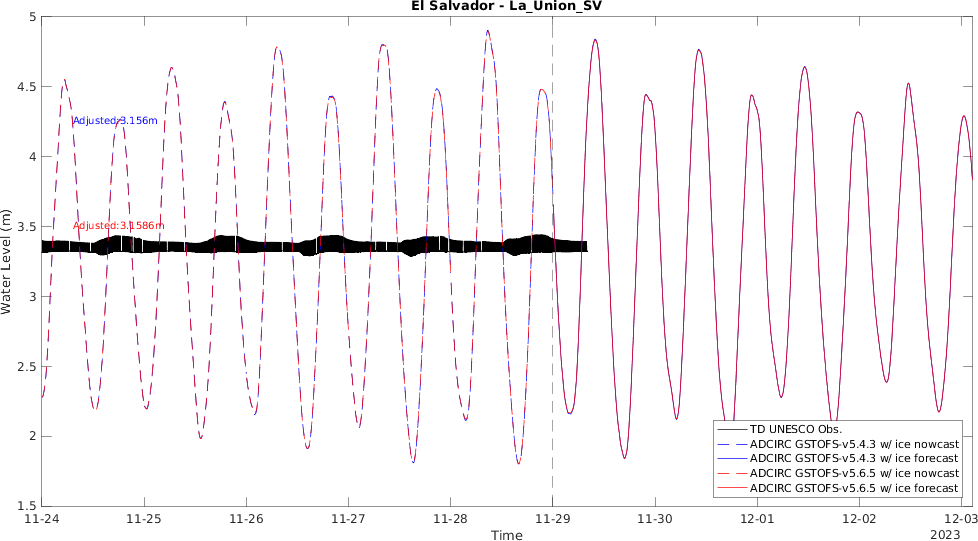 El Salvador - La_Union_SV
5
4.5
4
3.5
3
2.5
2
1.5
Water Level (m)
Adjusted:3.156m
Adjusted:3.1586m
TD UNESCO Obs.
ADCIRC GSTOFS-v5.4.3 w/ ice nowcast
ADCIRC GSTOFS-v5.4.3 w/ ice forecast
ADCIRC GSTOFS-v5.6.5 w/ ice nowcast
ADCIRC GSTOFS-v5.6.5 w/ ice forecast
11-24 11-25 11-26 11-27 11-28 11-29 11-30 12-01 12-02 12-03
Time
2023